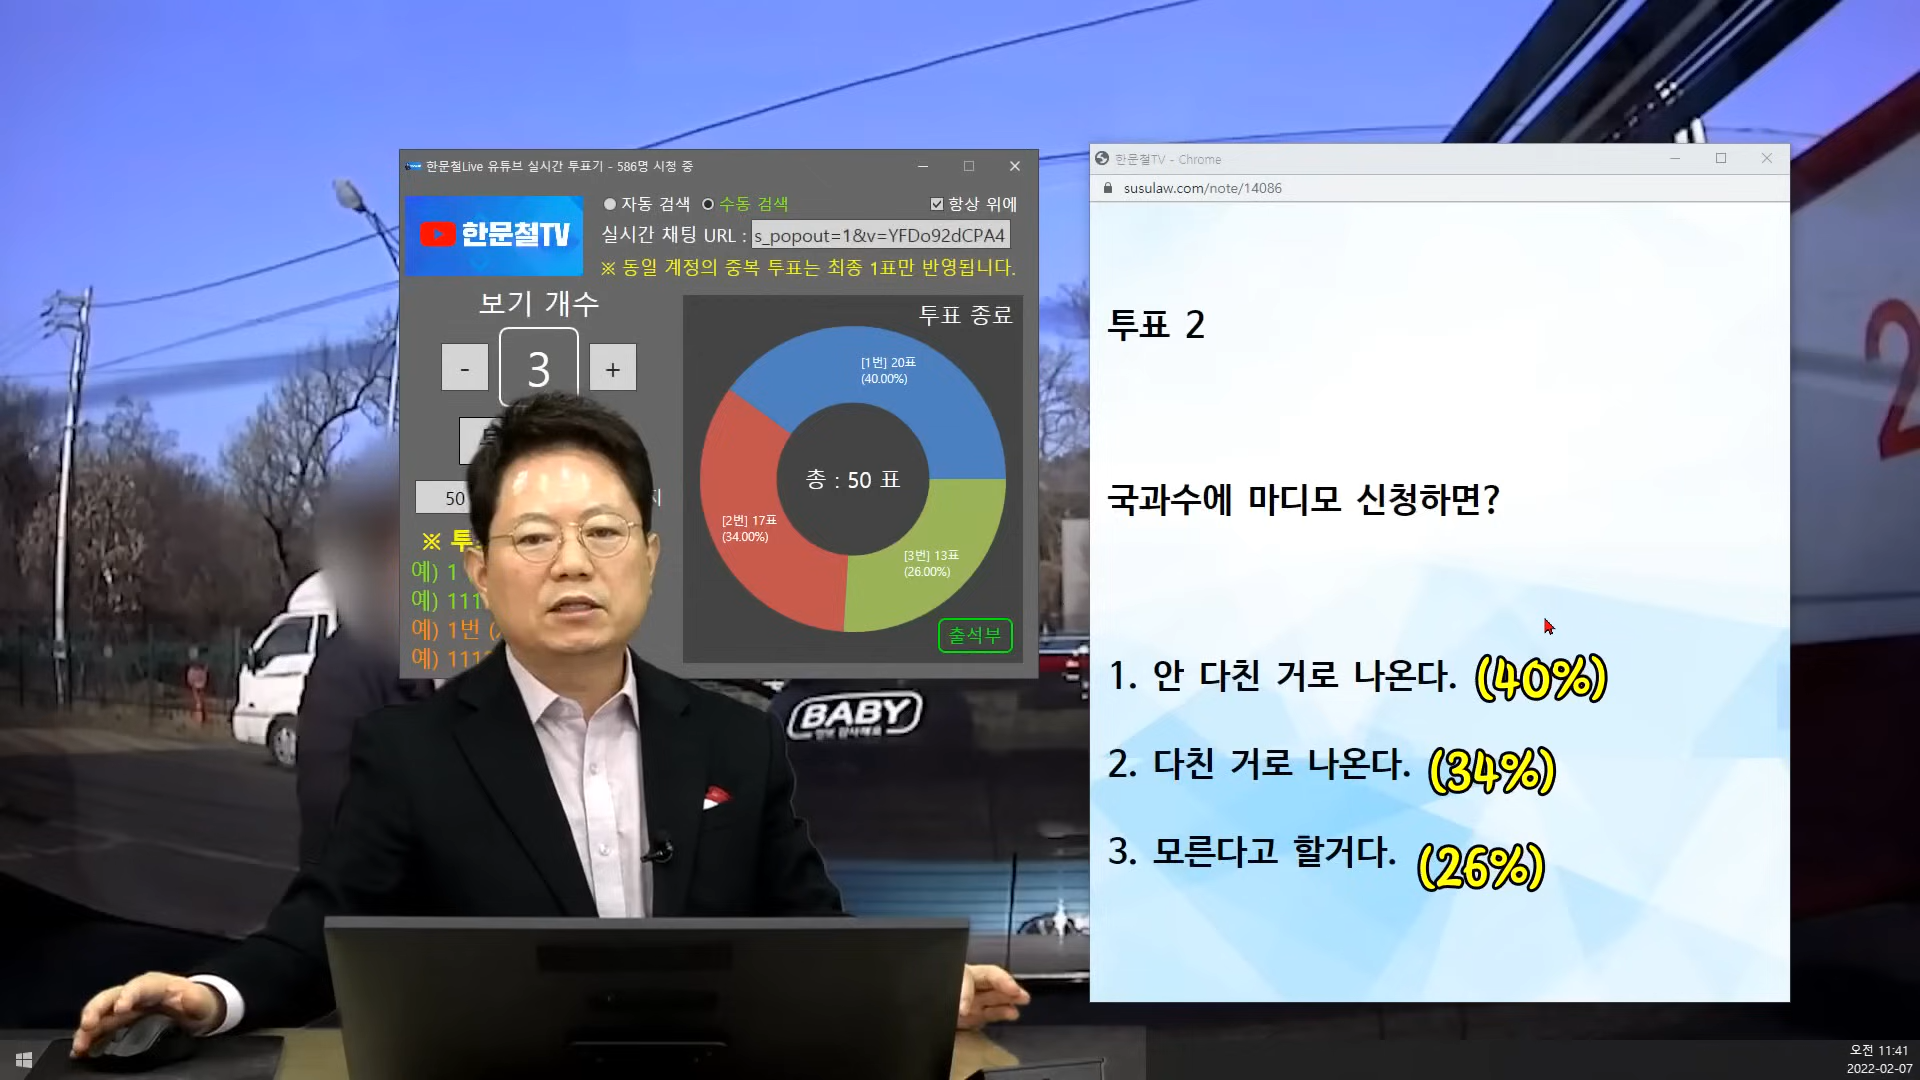 한문철Live 유튜브 실시간 투표기 - 586명 시청 중
한문철TV
자동 검색 수동 검색 항상 위에
실시간 채팅 URL : s_popout=1&v=YFDo92dCPA4
※ 동일 계정의 중복 투표는 최종 1표만 반영됩니다.
보기 개수
- 3 +
50
※ 투
예) 1
예) 111
예) 1번
예) 111
투표 종료
[1번] 20표
(40.00%)
총 : 50 표
[2번] 17표
(34.00%)
[3번] 13표
(26.00%)
출석부
한문철TV - Chrome
susulaw.com/note/14086
투표 2
국과수에 마디모 신청하면?
1. 안 다친 거로 나온다. (40%)
2. 다친 거로 나온다. (34%)
3. 모른다고 할거다. (26%)
BABY
2
오전 11:41
2022-02-07